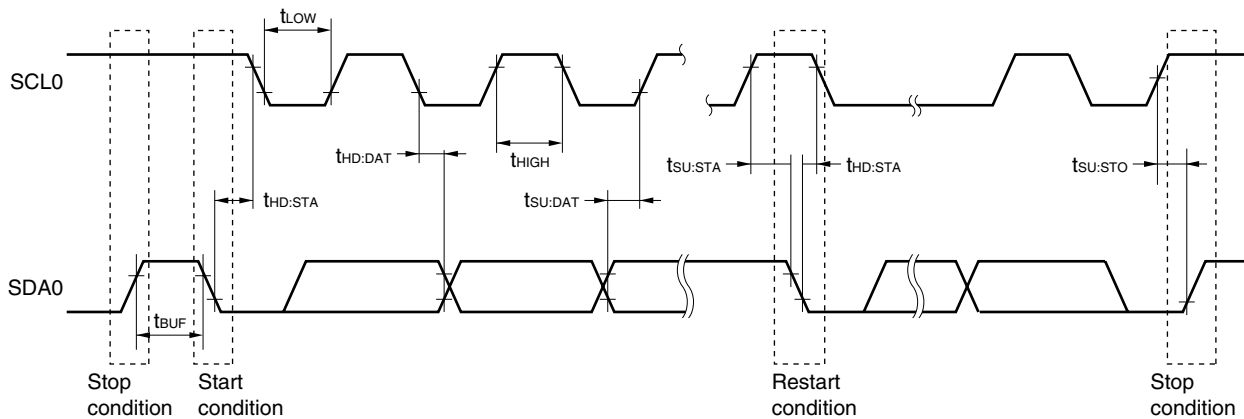 tLOW
SCL0
tHD:DAT
tHIGH
tSU:STA
tHD:STA
tSU:STO
tHD:STA
tSU:DAT
SDA0
tBUF
Stop
condition
Start
condition
Restart
condition
Stop
condition